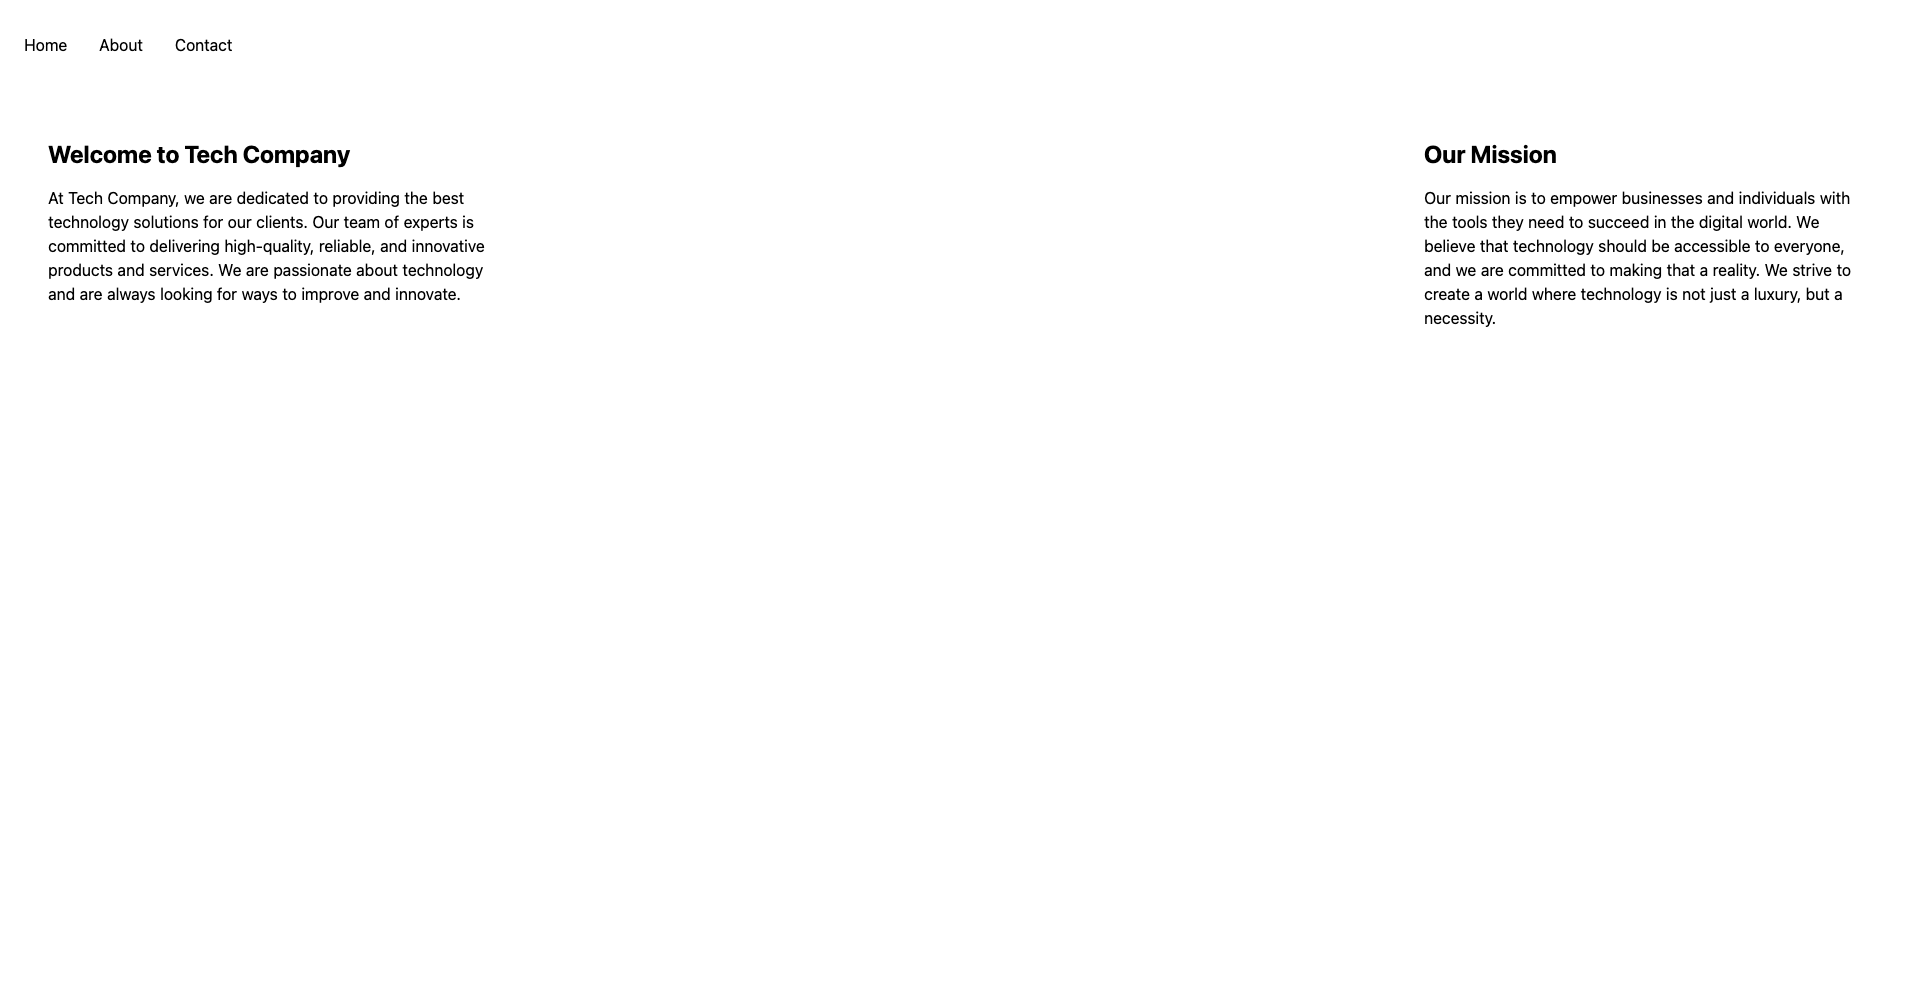 Home About Contact
Welcome to Tech Company
At Tech Company, we are dedicated to providing the best
technology solutions for our clients. Our team of experts is
committed to delivering high-quality, reliable, and innovative
products and services. We are passionate about technology
and are always looking for ways to improve and innovate.
Our Mission
Our mission is to empower businesses and individuals with
the tools they need to succeed in the digital world. We
believe that technology should be accessible to everyone,
and we are committed to making that a reality. We strive to
create a world where technology is not just a luxury, but a
necessity.